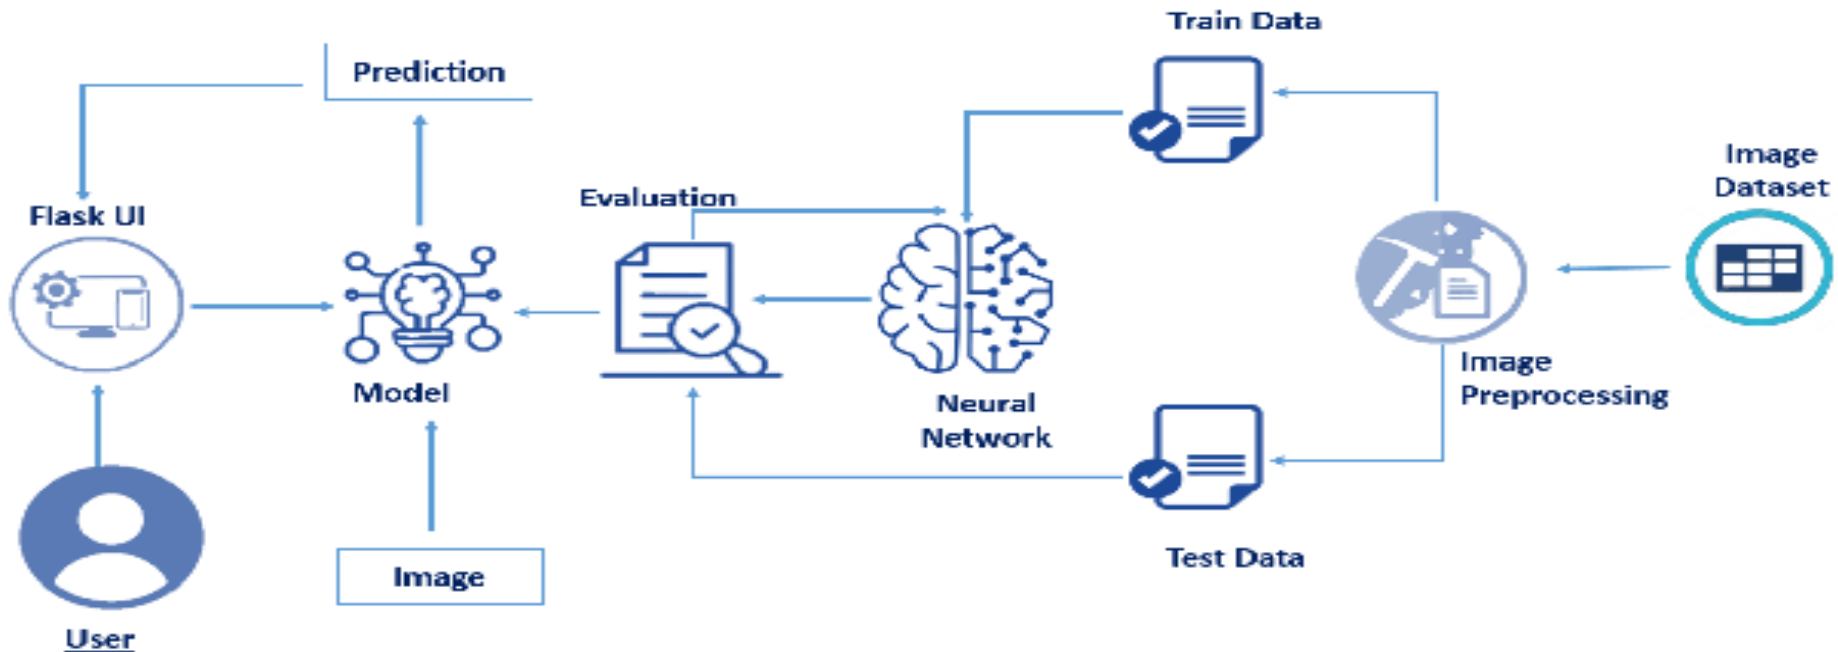 Train Data
Prediction
Image
Dataset
Evaluation
Flask UI
Image
Preprocessing
Model
Neural
Network
Test Data
Image
User